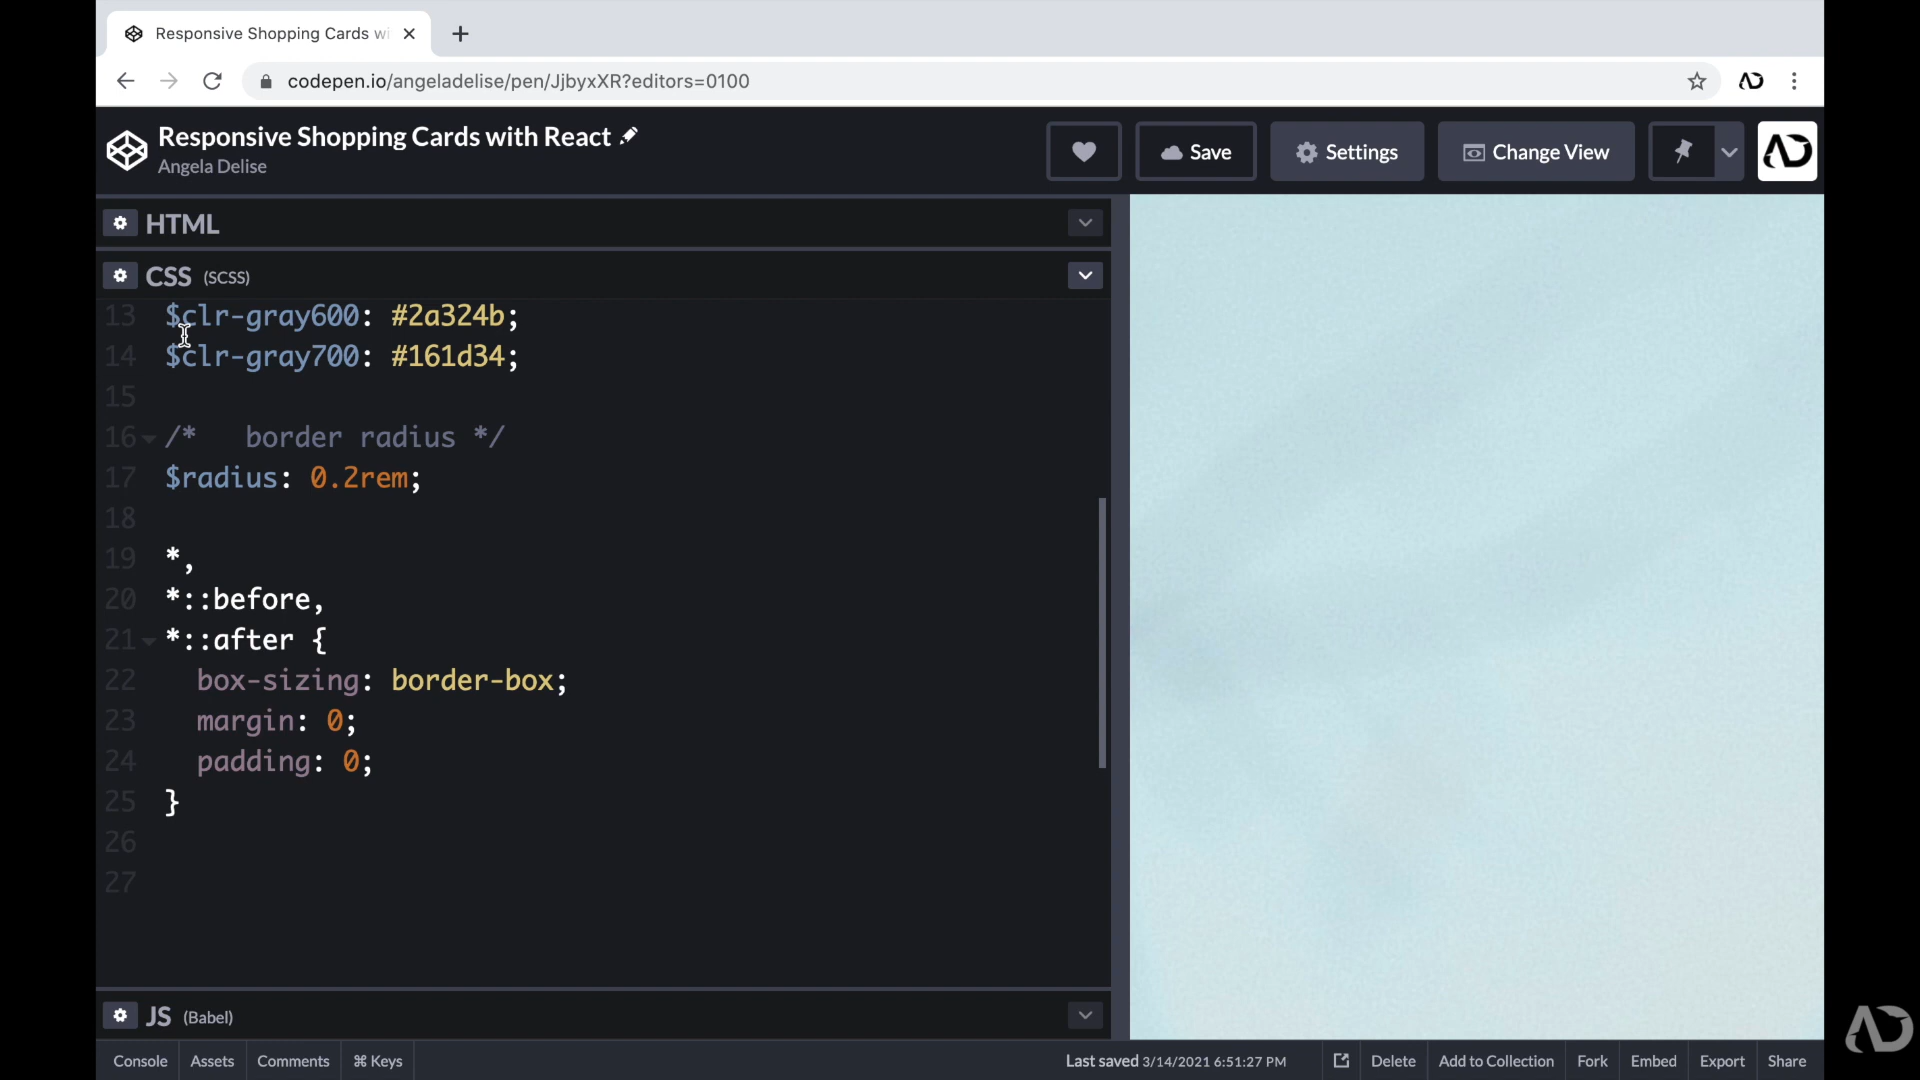 Responsive Shopping Cards wi
codepen.io/angeladelise/pen/JjbyxXR?editors=0100
Responsive Shopping Cards with React
Angela Delise
Save
Settings
Change View
HTML
CSS (SCSS)
13 $clr-gray600: #2a324b;
14 $clr-gray700: #161d34;
15
16 /*   border radius */
17 $radius: 0.2rem;
18
19 *,
20 *::before,
21 *::after {
22   box-sizing: border-box;
23   margin: 0;
24   padding: 0;
25 }
26
27
JS (Babel)
Console Assets Comments ⌘ Keys Last saved 3/14/2021 6:51:27 PM Delete Add to Collection Fork Embed Export Share